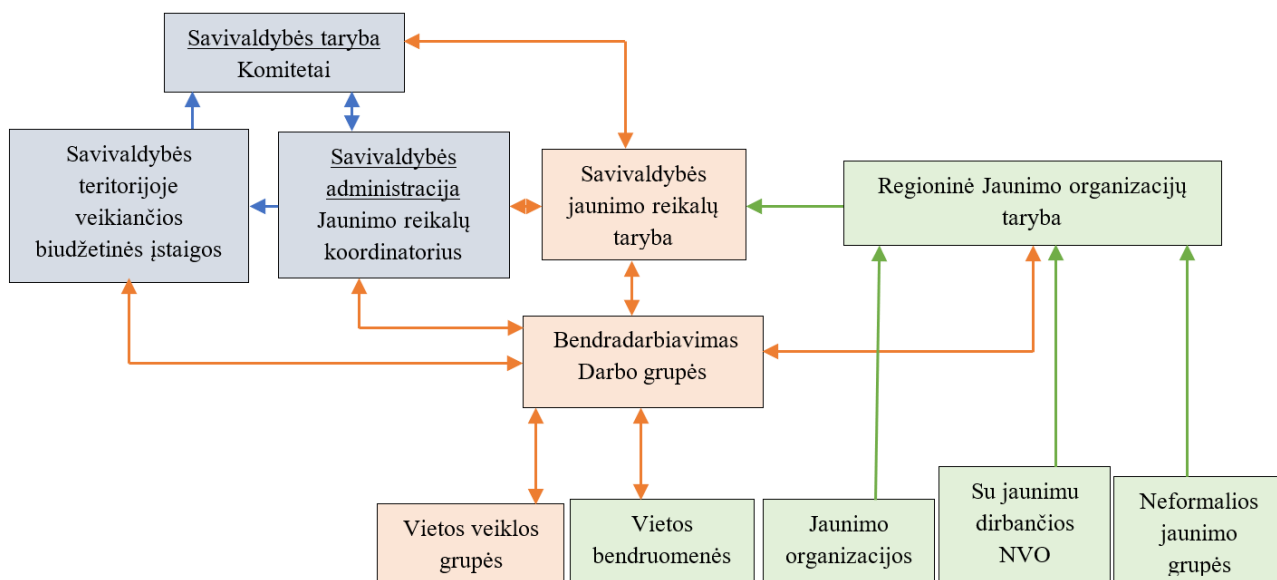 Savivaldybės taryba
Komitetai
Savivaldybės
teritorijoje
veikiančios
biudžetinės įstaigos
Savivaldybės
administracija
Jaunimo reikalų
koordinatorius
Savivaldybės
jaunimo reikalų
taryba
Regioninė Jaunimo organizacijų
taryba
Bendradarbiavimas
Darbo grupės
Vietos veiklos
grupės
Vietos
bendruomenės
Jaunimo
organizacijos
Su jaunimu
dirbančios
NVO
Neformalios
jaunimo
grupės